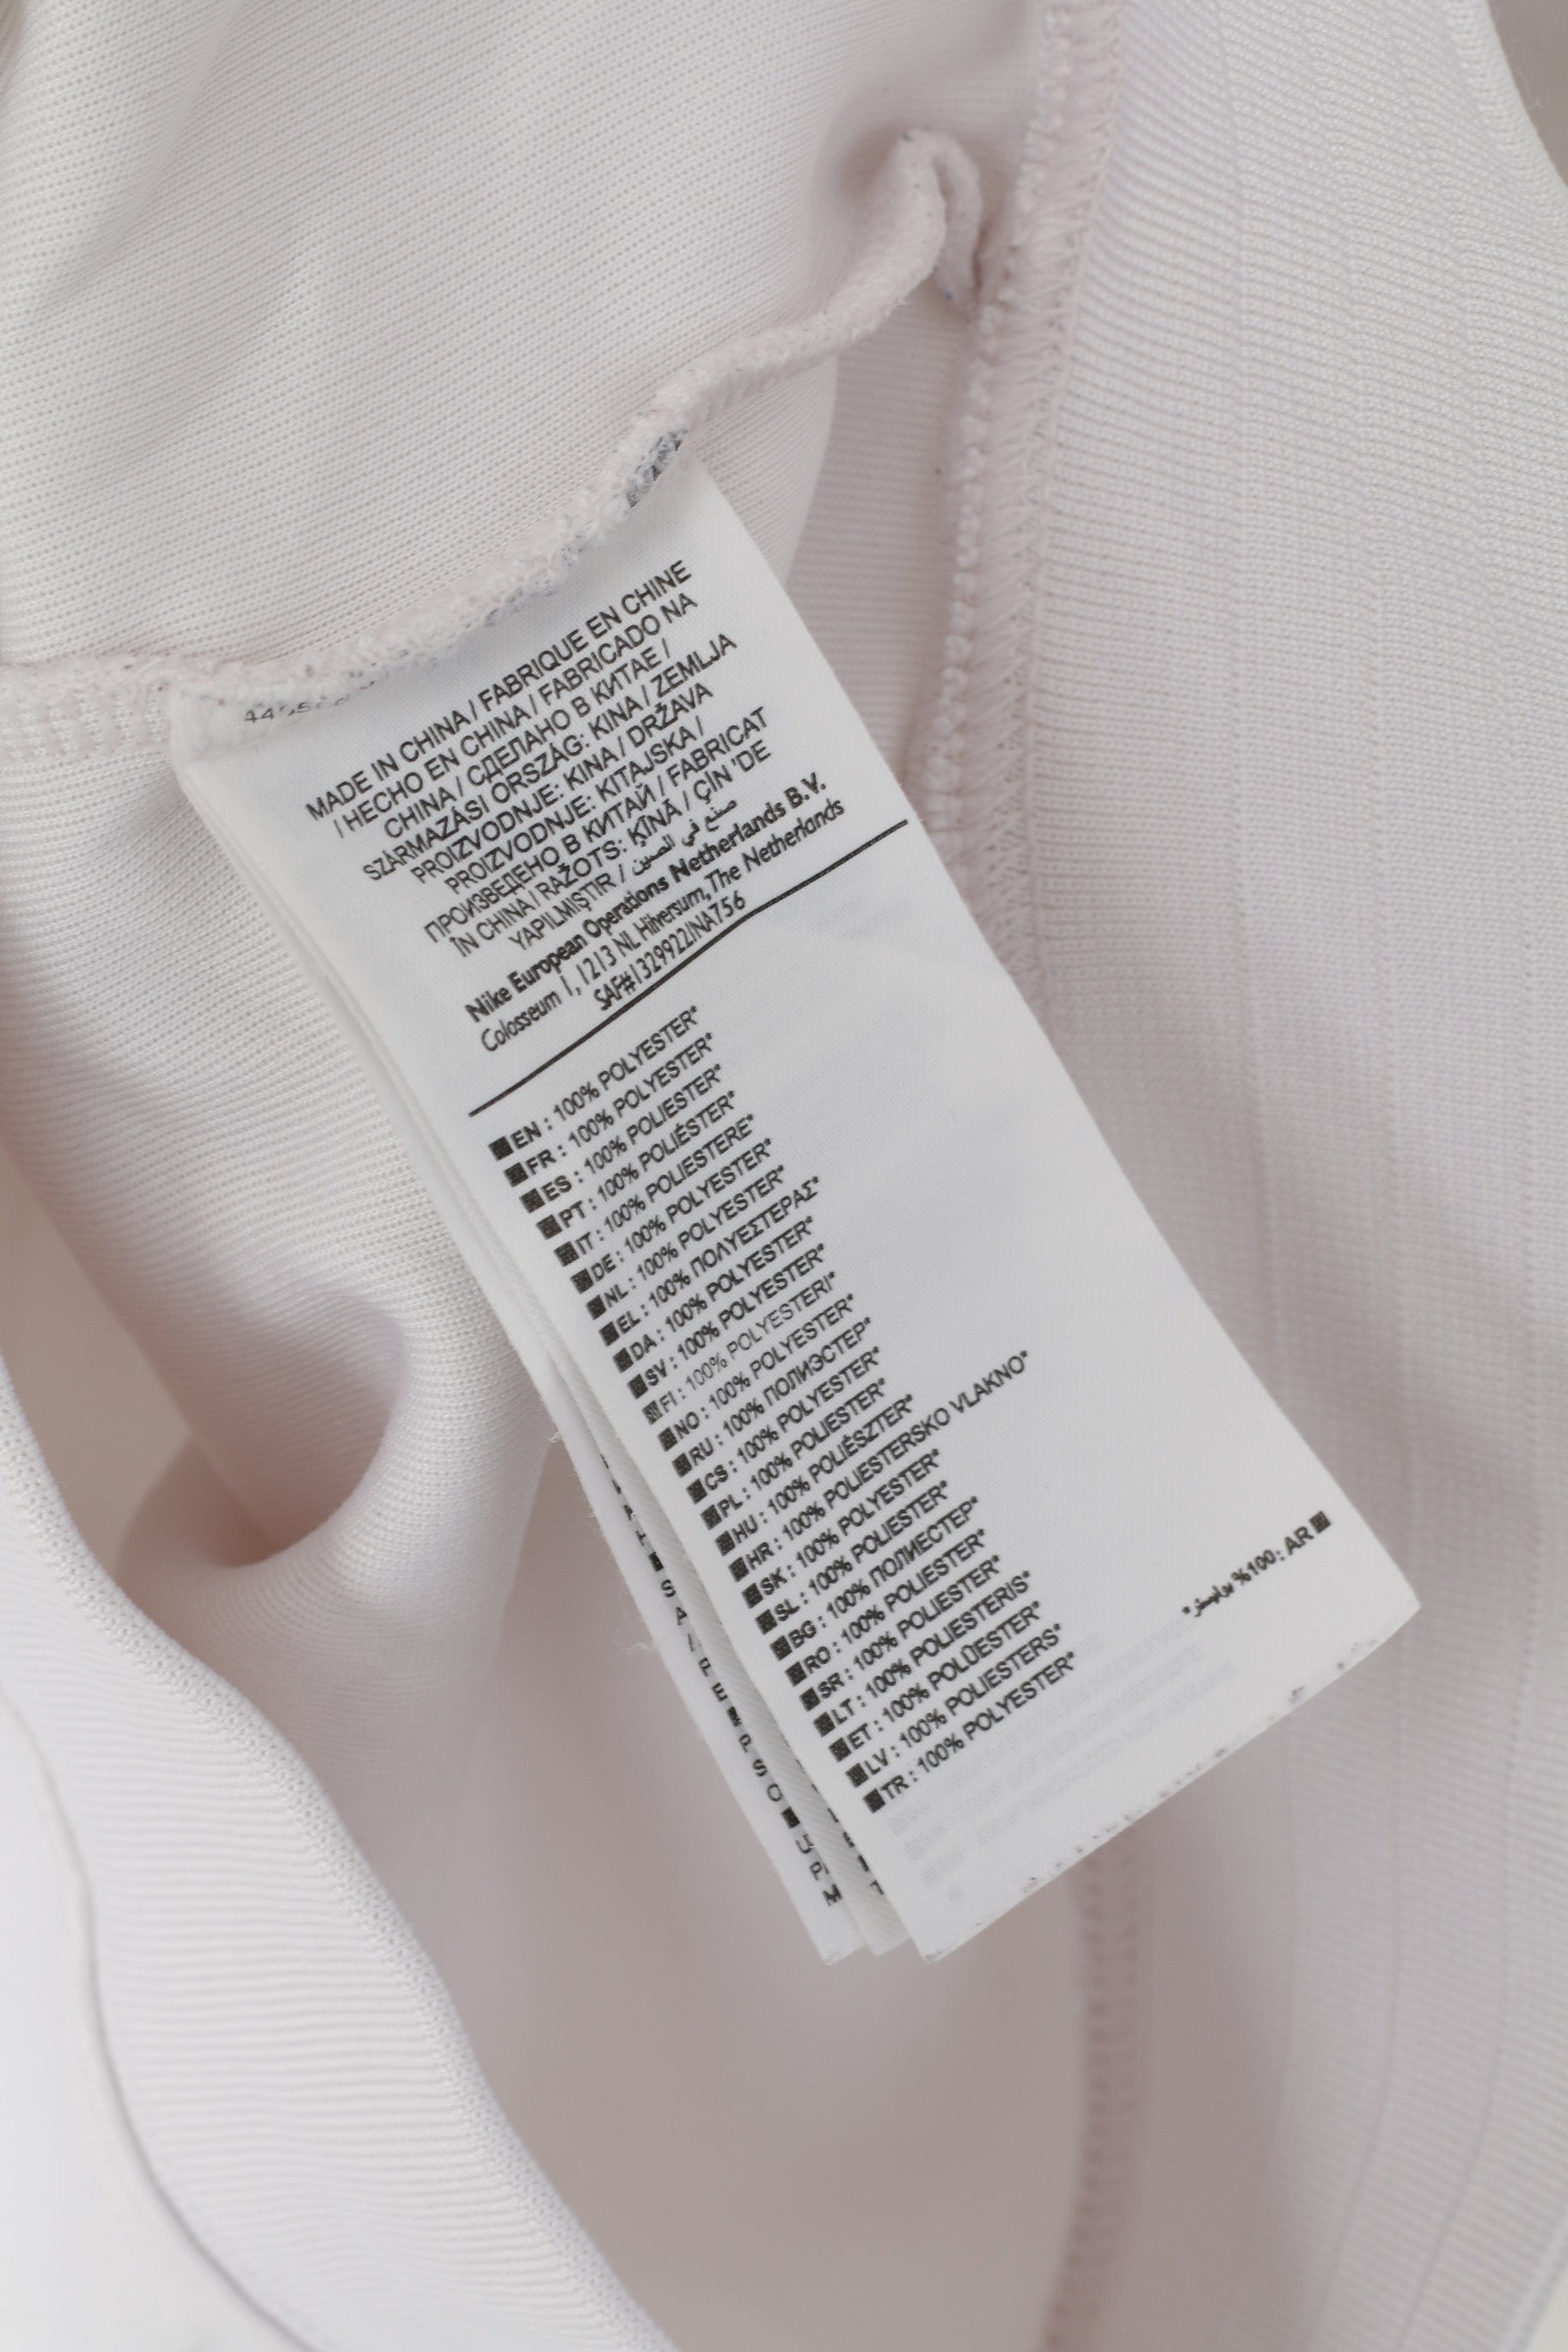 MADE IN CHINA / FABRIQUE EN CHINE
/ HECHO EN CHINA / FABRICADO NA
CHINA / СДЕЛАНО В КИТАЕ /
SZÁRMAZÁSI ORSZÁG: KINA / ZEMLJA
PROIZVODNJE: KINA / DRŽAVA
PROIZVODNJE: KITAJSKA /
ПРОИЗВЕДЕНО В КИТАЙ / FABRICAT
ÎN CHINA / RAŽOTS: ĶĪNĀ / ÇİN 'DE
YAPILMIŞTIR / صنع في الصين
Nike European Operations Netherlands B.V.
Colosseum 1, 1213 NL Hilversum, The Netherlands
SAF#1329922INA756
EN : 100% POLYESTER*
FR : 100% POLYESTER*
ES : 100% POLIESTER*
PT : 100% POLIÉSTER*
IT : 100% POLIESTERE*
DE : 100% POLYESTER*
NL : 100% POLYESTER*
EL : 100% ΠΟΛΥΕΣΤΕΡΑΣ*
DA : 100% POLYESTER*
SV : 100% POLYESTER*
FI : 100% POLYESTERI*
NO : 100% POLYESTER*
RU : 100% ПОЛИЭСТЕР*
CS : 100% POLYESTER*
PL : 100% POLIESTER*
HU : 100% POLIÉSZTER*
HR : 100% POLIESTERSKO VLAKNO*
SK : 100% POLYESTER*
SL : 100% POLIESTER*
BG : 100% ПОЛИЕСТЕР*
RO : 100% POLIESTER*
SR : 100% POLIESTER*
LT : 100% POLIESTERIS*
ET : 100% POLÜESTER*
LV : 100% POLIESTERS*
TR : 100% POLYESTER*
AR :100% بوليستر*